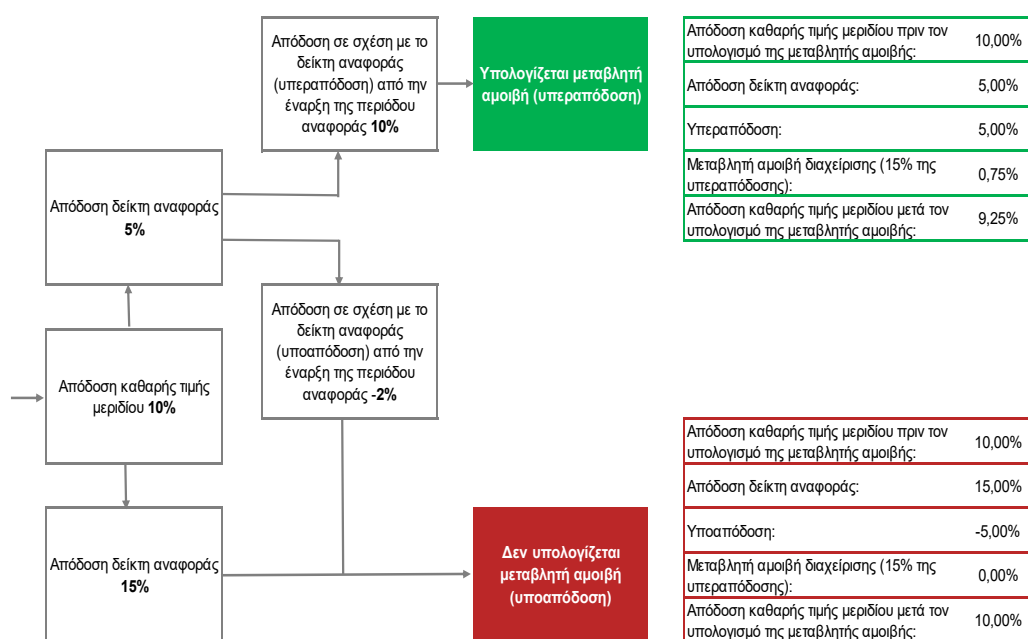 Απόδοση σε σχέση με το
δείκτη αναφοράς
(υπεραπόδοση) από την
έναρξη της περιόδου
αναφοράς 10%
Υπολογίζεται μεταβλητή
αμοιβή (υπεραπόδοση)
Απόδοση καθαρής τιμής μεριδίου πριν τον
υπολογισμό της μεταβλητής αμοιβής:
10,00%
Απόδοση δείκτη αναφοράς:
5,00%
Υπεραπόδοση:
5,00%
Μεταβλητή αμοιβή διαχείρισης (15% της
υπεραπόδοσης):
0,75%
Απόδοση καθαρής τιμής μεριδίου μετά τον
υπολογισμό της μεταβλητής αμοιβής:
9,25%
Απόδοση δείκτη αναφοράς
5%
Απόδοση σε σχέση με το
δείκτη αναφοράς
(υποαπόδοση) από την
έναρξη της περιόδου
αναφοράς -2%
Απόδοση καθαρής τιμής
μεριδίου 10%
Απόδοση δείκτη αναφοράς
15%
Δεν υπολογίζεται
μεταβλητή αμοιβή
(υποαπόδοση)
Απόδοση καθαρής τιμής μεριδίου πριν τον
υπολογισμό της μεταβλητής αμοιβής:
10,00%
Απόδοση δείκτη αναφοράς:
15,00%
Υποαπόδοση:
-5,00%
Μεταβλητή αμοιβή διαχείρισης (15% της
υπεραπόδοσης):
0,00%
Απόδοση καθαρής τιμής μεριδίου μετά τον
υπολογισμό της μεταβλητής αμοιβής:
10,00%